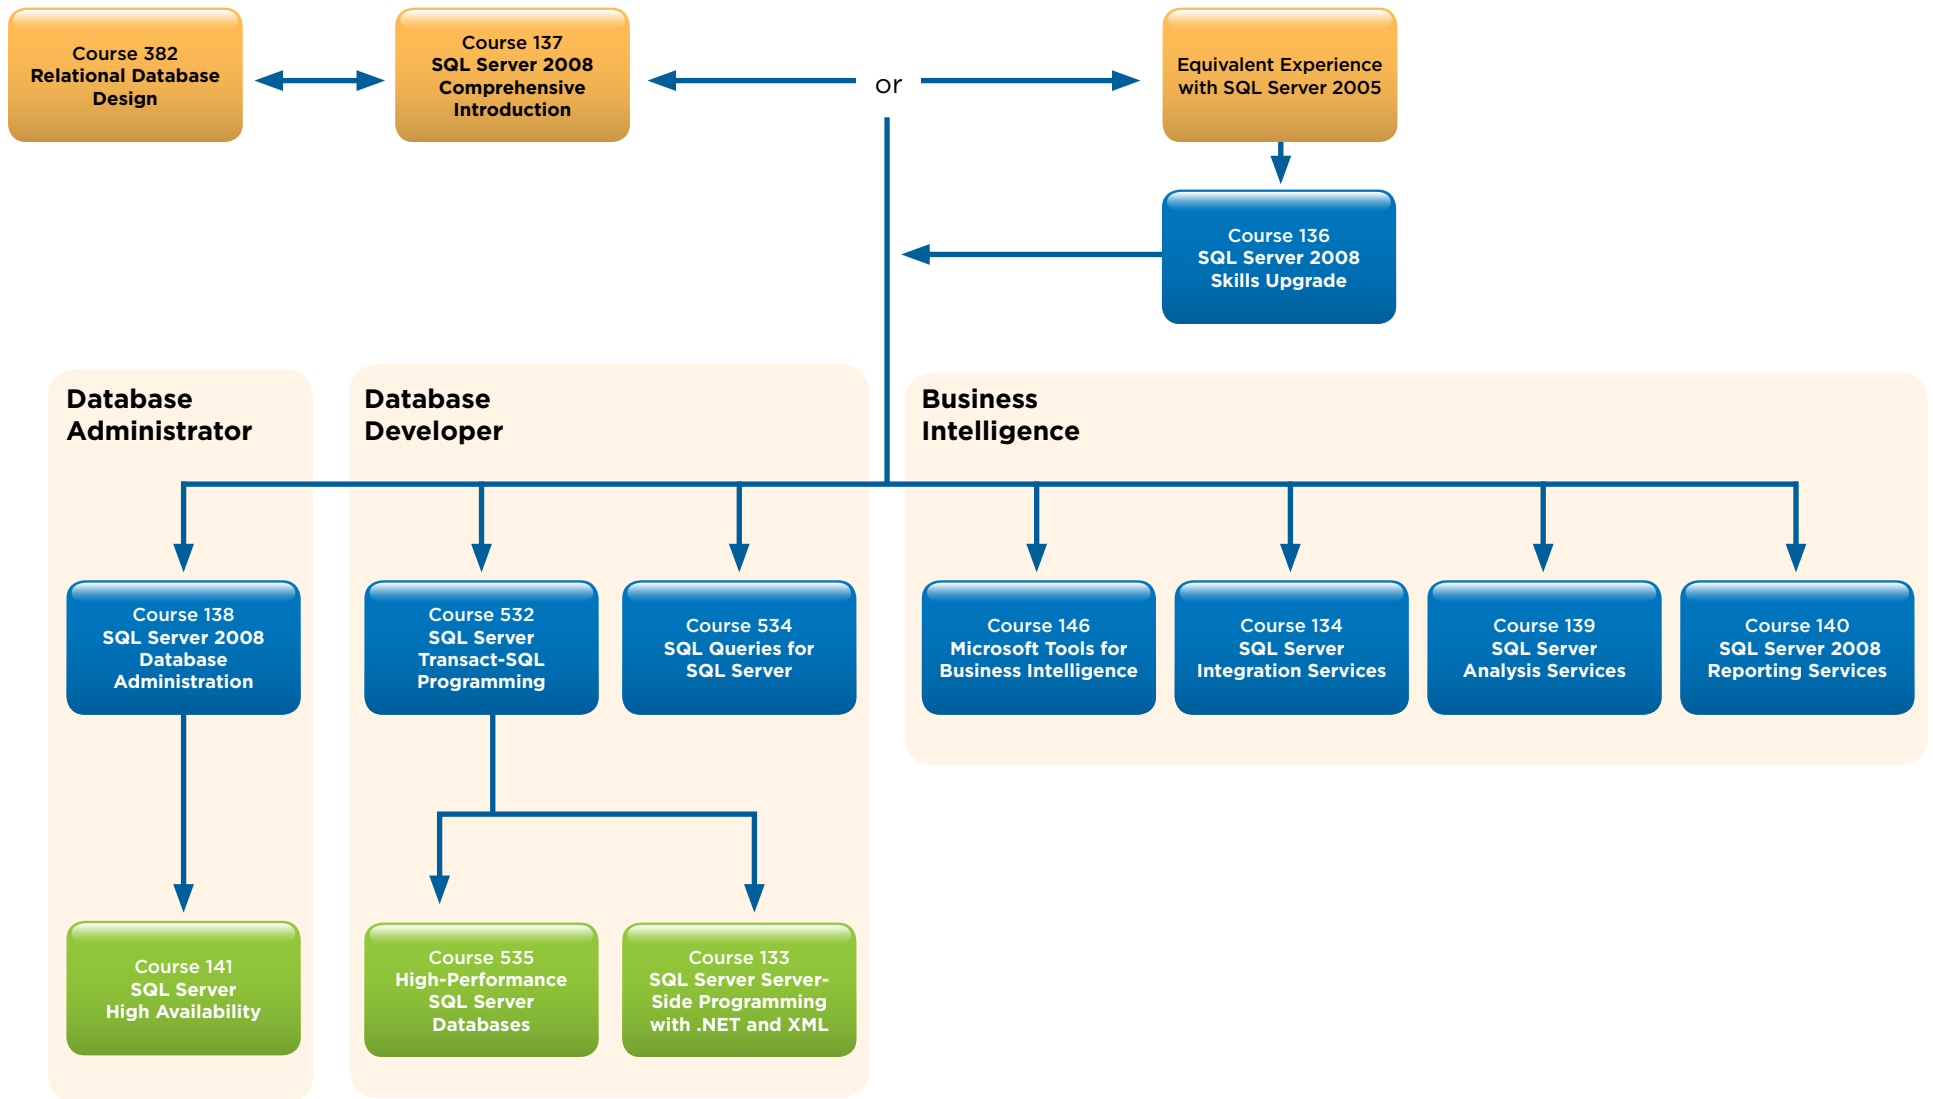 Course 382
Relational Database
Design
Course 137
SQL Server 2008
Comprehensive
Introduction
or
Equivalent Experience
with SQL Server 2005
Course 136
SQL Server 2008
Skills Upgrade
Database
Administrator
Database
Developer
Business
Intelligence
Course 138
SQL Server 2008
Database
Administration
Course 532
SQL Server
Transact-SQL
Programming
Course 534
SQL Queries for
SQL Server
Course 146
Microsoft Tools for
Business Intelligence
Course 134
SQL Server
Integration Services
Course 139
SQL Server
Analysis Services
Course 140
SQL Server 2008
Reporting Services
Course 141
SQL Server
High Availability
Course 535
High-Performance
SQL Server
Databases
Course 133
SQL Server Server-
Side Programming
with .NET and XML